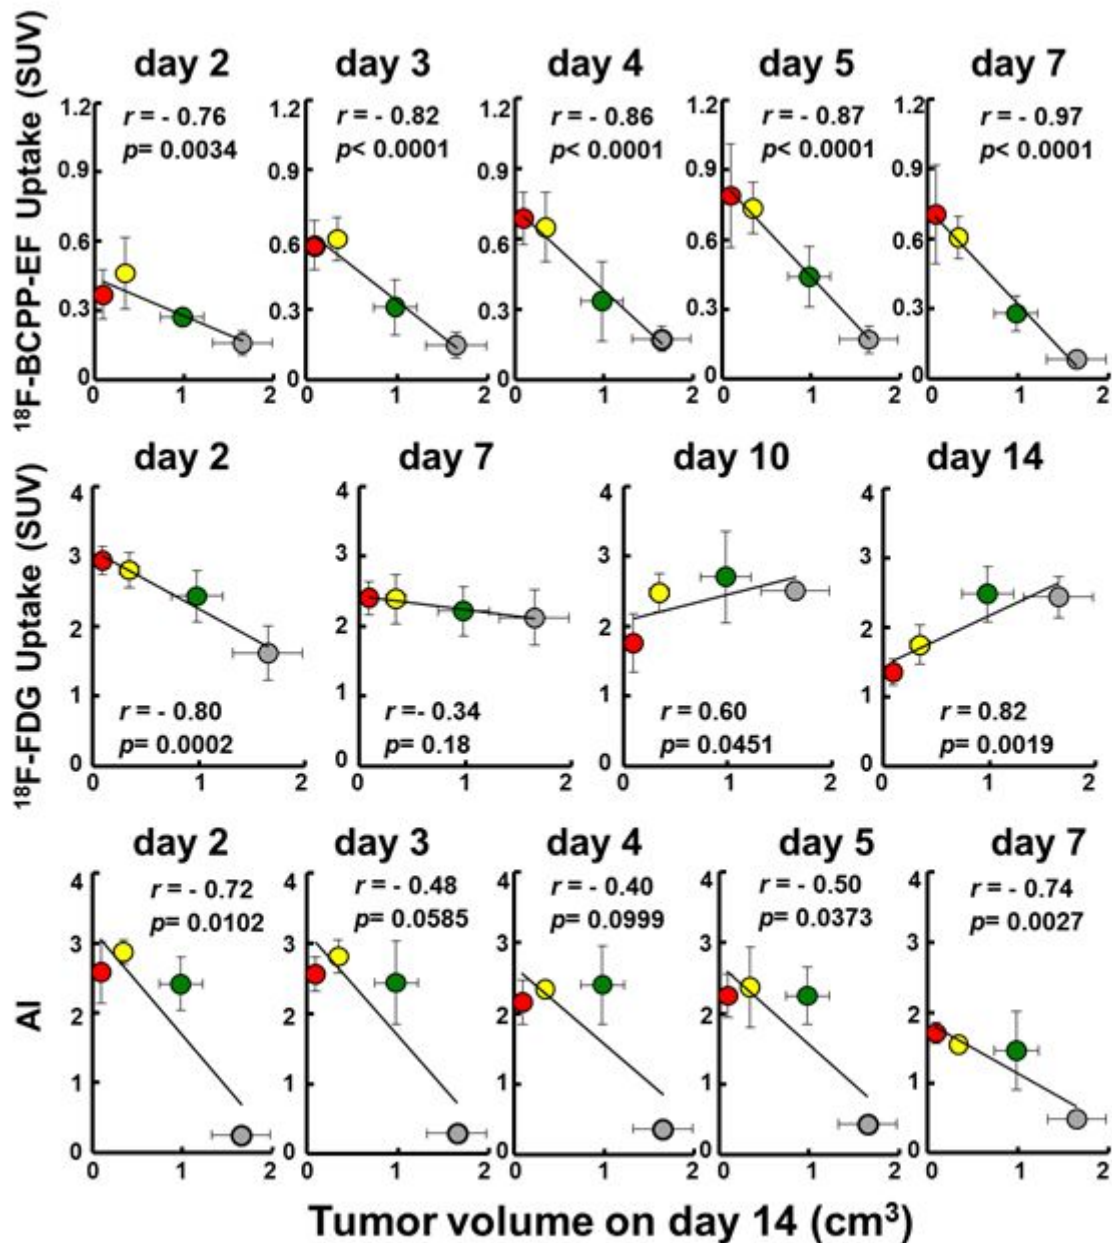 ¹⁸F-BCPP-EF Uptake (SUV)
day 2 day 3 day 4 day 5 day 7
1.2
0.9
0.6
0.3
0
0 1 2
r = - 0.76
p= 0.0034
1.2
0.9
0.6
0.3
0
0 1 2
r = - 0.82
p< 0.0001
1.2
0.9
0.6
0.3
0
0 1 2
r = - 0.86
p< 0.0001
1.2
0.9
0.6
0.3
0
0 1 2
r = - 0.87
p< 0.0001
1.2
0.9
0.6
0.3
0
0 1 2
r = - 0.97
p< 0.0001
¹⁸F-FDG Uptake (SUV)
day 2 day 7 day 10 day 14
4
3
2
1
0
0 1 2
r = - 0.80
p= 0.0002
4
3
2
1
0
0 1 2
r =- 0.34
p= 0.18
4
3
2
1
0
0 1 2
r = 0.60
p= 0.0451
4
3
2
1
0
0 1 2
r = 0.82
p= 0.0019
AI
day 2 day 3 day 4 day 5 day 7
4
3
2
1
0
0 1 2
r = - 0.72
p= 0.0102
4
3
2
1
0
0 1 2
r = - 0.48
p= 0.0585
4
3
2
1
0
0 1 2
r = - 0.40
p= 0.0999
4
3
2
1
0
0 1 2
r = - 0.50
p= 0.0373
4
3
2
1
0
0 1 2
r = - 0.74
p= 0.0027
Tumor volume on day 14 (cm³)